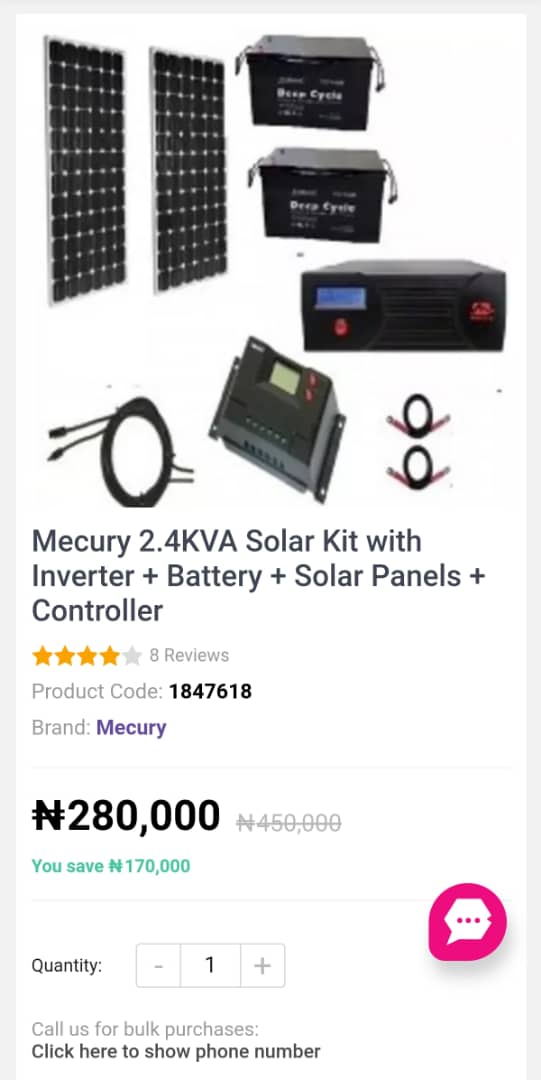 Deep Cycle
Deep Cycle
Mecury 2.4KVA Solar Kit with
Inverter + Battery + Solar Panels +
Controller
8 Reviews
Product Code: 1847618
Brand: Mecury
₦280,000 ₦450,000
You save ₦170,000
Quantity: - 1 +
Call us for bulk purchases:
Click here to show phone number